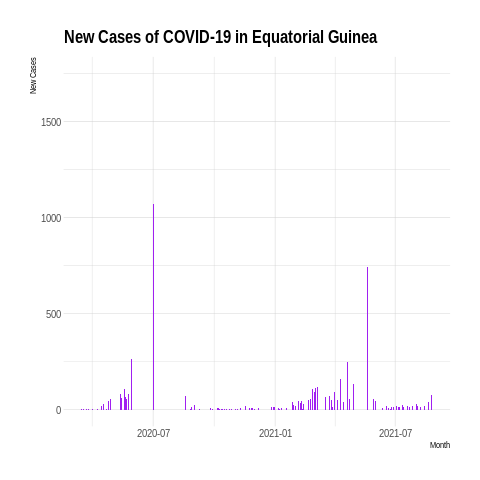 New Cases of COVID-19 in Equatorial Guinea
New Cases
1500
1000
500
0
2020-07
2021-01
2021-07
Month